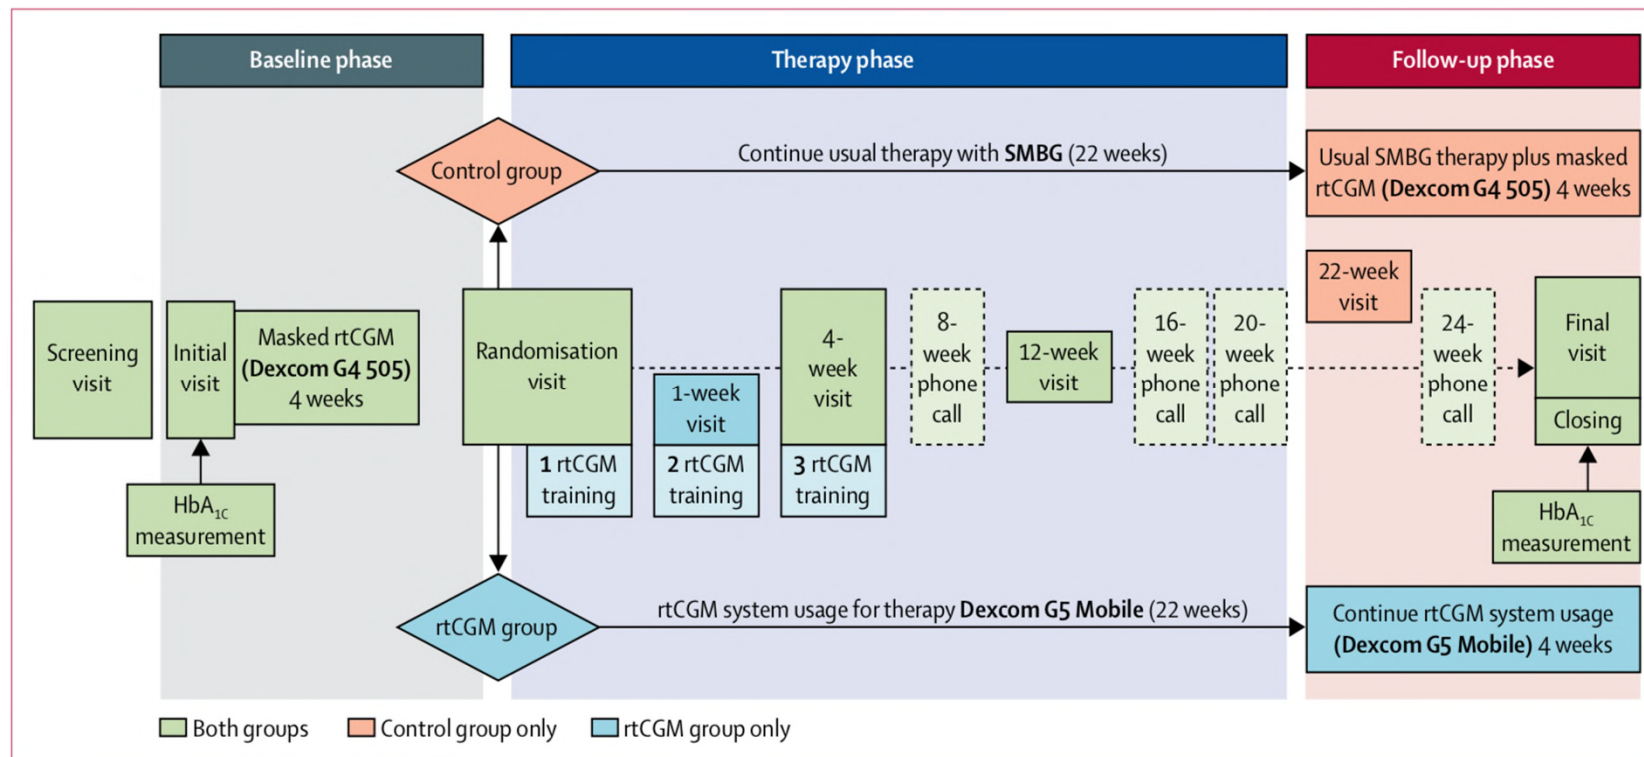 Baseline phase
Therapy phase
Follow-up phase
Control group
Continue usual therapy with SMBG (22 weeks)
Usual SMBG therapy plus masked
rtCGM (Dexcom G4 505) 4 weeks
Screening
visit
Initial
visit
Masked rtCGM
(Dexcom G4 505)
4 weeks
HbA1C
measurement
Randomisation
visit
1 rtCGM
training
1-week
visit
2 rtCGM
training
4-
week
visit
3 rtCGM
training
8-
week
phone
call
12-week
visit
16-
week
phone
call
20-
week
phone
call
22-week
visit
24-
week
phone
call
Final
visit
Closing
HbA1C
measurement
rtCGM group
rtCGM system usage for therapy Dexcom G5 Mobile (22 weeks)
Continue rtCGM system usage
(Dexcom G5 Mobile) 4 weeks
Both groups
Control group only
rtCGM group only